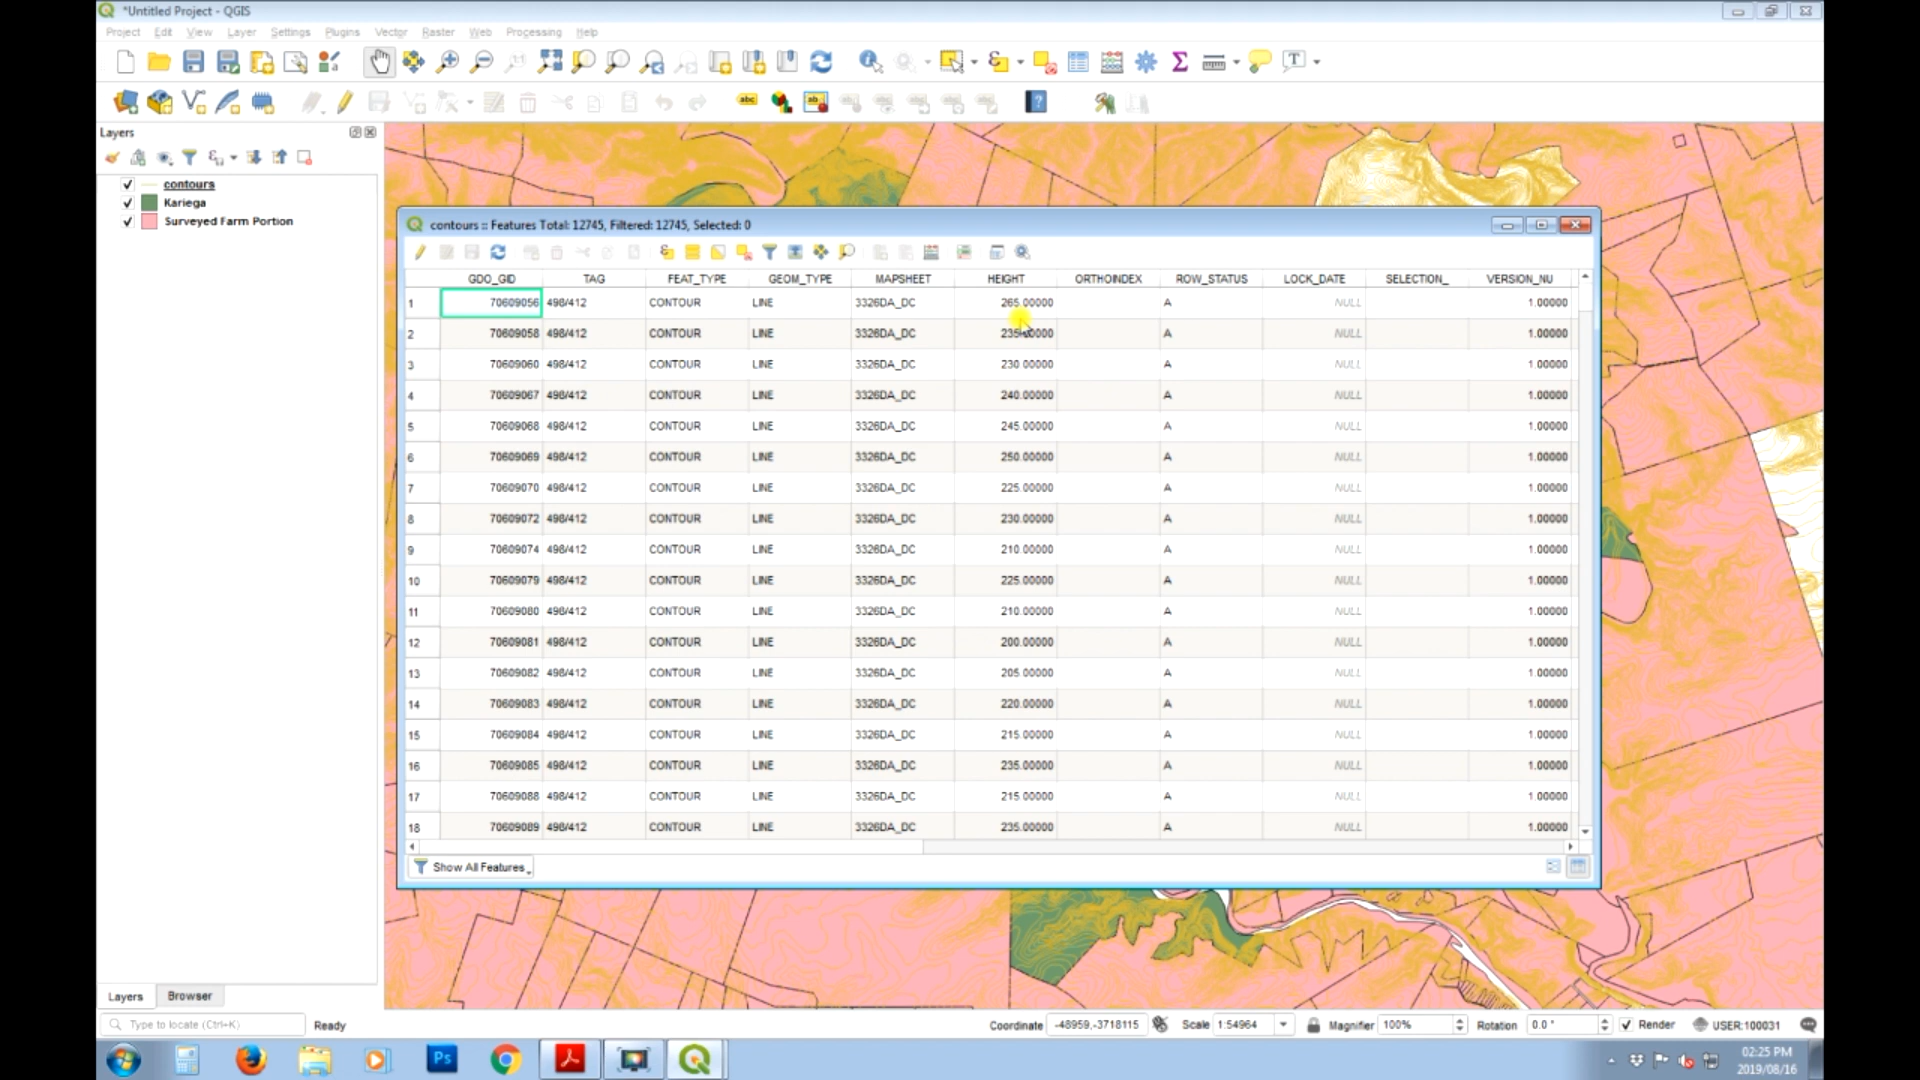 *Untitled Project - QGIS
Project Edit View Layer Settings Plugins Vector Raster Web Processing Help
Layers
contours
Kariega
Surveyed Farm Portion
contours :: Features Total: 12745, Filtered: 12745, Selected: 0
GDO_GID TAG FEAT_TYPE GEOM_TYPE MAPSHEET HEIGHT ORTHOINDEX ROW_STATUS LOCK_DATE SELECTION_ VERSION_NU
1 70609056 498/412 CONTOUR LINE 3326DA_DC 265.00000 A NULL 1.00000
2 70609058 498/412 CONTOUR LINE 3326DA_DC 235.00000 A NULL 1.00000
3 70609060 498/412 CONTOUR LINE 3326DA_DC 230.00000 A NULL 1.00000
4 70609067 498/412 CONTOUR LINE 3326DA_DC 240.00000 A NULL 1.00000
5 70609068 498/412 CONTOUR LINE 3326DA_DC 245.00000 A NULL 1.00000
6 70609069 498/412 CONTOUR LINE 3326DA_DC 250.00000 A NULL 1.00000
7 70609070 498/412 CONTOUR LINE 3326DA_DC 225.00000 A NULL 1.00000
8 70609072 498/412 CONTOUR LINE 3326DA_DC 230.00000 A NULL 1.00000
9 70609074 498/412 CONTOUR LINE 3326DA_DC 210.00000 A NULL 1.00000
10 70609079 498/412 CONTOUR LINE 3326DA_DC 225.00000 A NULL 1.00000
11 70609080 498/412 CONTOUR LINE 3326DA_DC 210.00000 A NULL 1.00000
12 70609081 498/412 CONTOUR LINE 3326DA_DC 200.00000 A NULL 1.00000
13 70609082 498/412 CONTOUR LINE 3326DA_DC 205.00000 A NULL 1.00000
14 70609083 498/412 CONTOUR LINE 3326DA_DC 220.00000 A NULL 1.00000
15 70609084 498/412 CONTOUR LINE 3326DA_DC 215.00000 A NULL 1.00000
16 70609085 498/412 CONTOUR LINE 3326DA_DC 235.00000 A NULL 1.00000
17 70609088 498/412 CONTOUR LINE 3326DA_DC 215.00000 A NULL 1.00000
18 70609089 498/412 CONTOUR LINE 3326DA_DC 235.00000 A NULL 1.00000
Show All Features
Layers Browser
Type to locate (Ctrl+K) Ready Coordinate -48959,-3718115 Scale 1:54964 Magnifier 100% Rotation 0.0 ° Render USER:100031
Ps
02:25 PM
2019/08/16